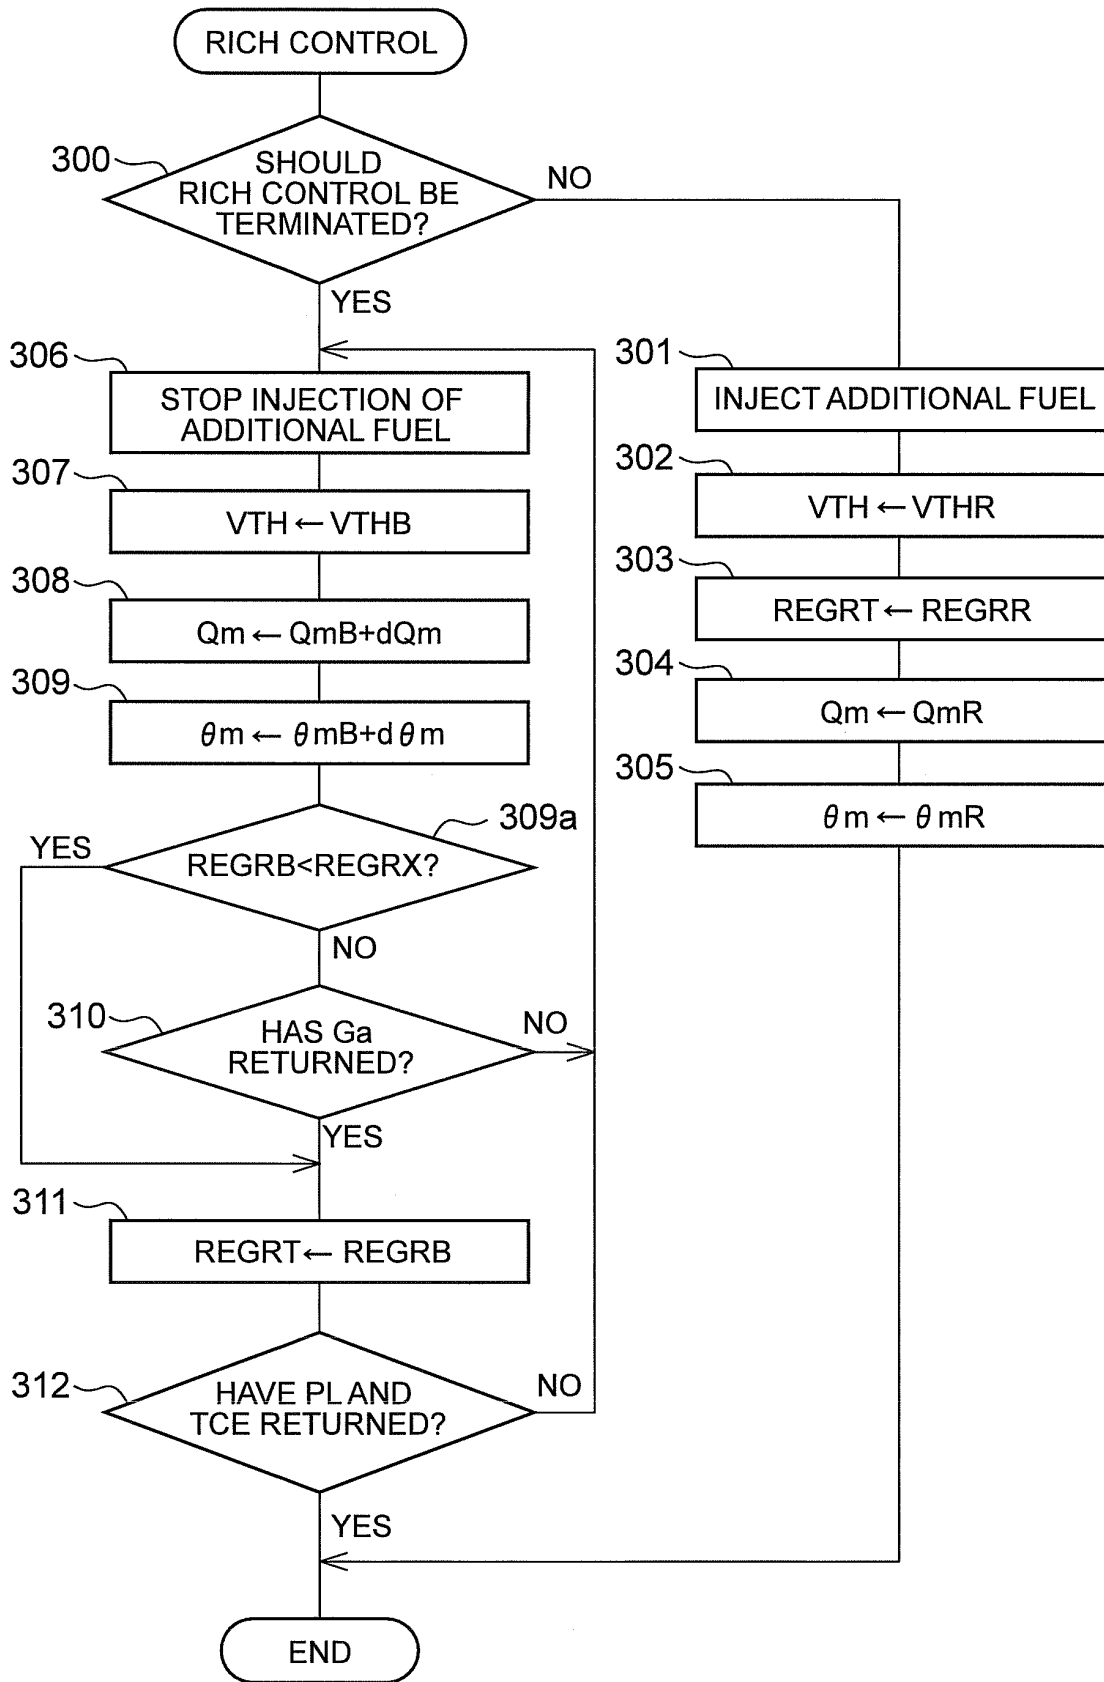 RICH CONTROL
300
SHOULD
RICH CONTROL BE
TERMINATED?
NO
YES
306
STOP INJECTION OF
ADDITIONAL FUEL
307
VTH ← VTHB
308
Qm ← QmB+dQm
309
θm ← θmB+dθm
309a
YES
REGRB<REGRX?
NO
310
HAS Ga
RETURNED?
NO
YES
311
REGRT ← REGRB
312
HAVE PL AND
TCE RETURNED?
NO
YES
END
301
INJECT ADDITIONAL FUEL
302
VTH ← VTHR
303
REGRT ← REGRR
304
Qm ← QmR
305
θm ← θmR